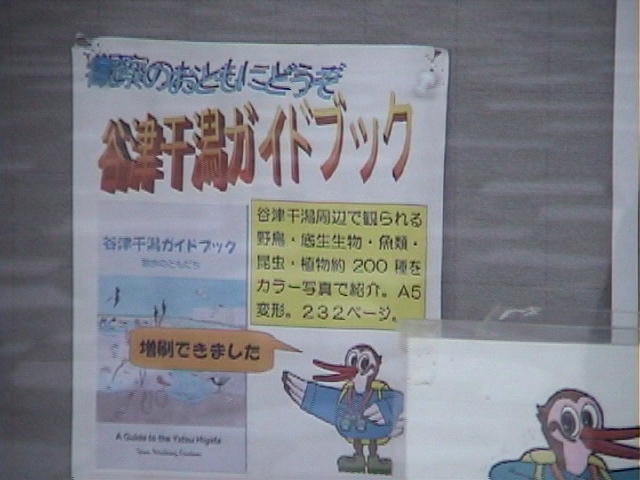 観察のおともにどうぞ
谷津干潟ガイドブック
谷津干潟周辺で観られる
野鳥・底生生物・魚類・
昆虫・植物約 200 種を
カラー写真で紹介。A5
変形。232ページ。
谷津干潟ガイドブック
増刷できました
A Guide to the Yatsu Higata